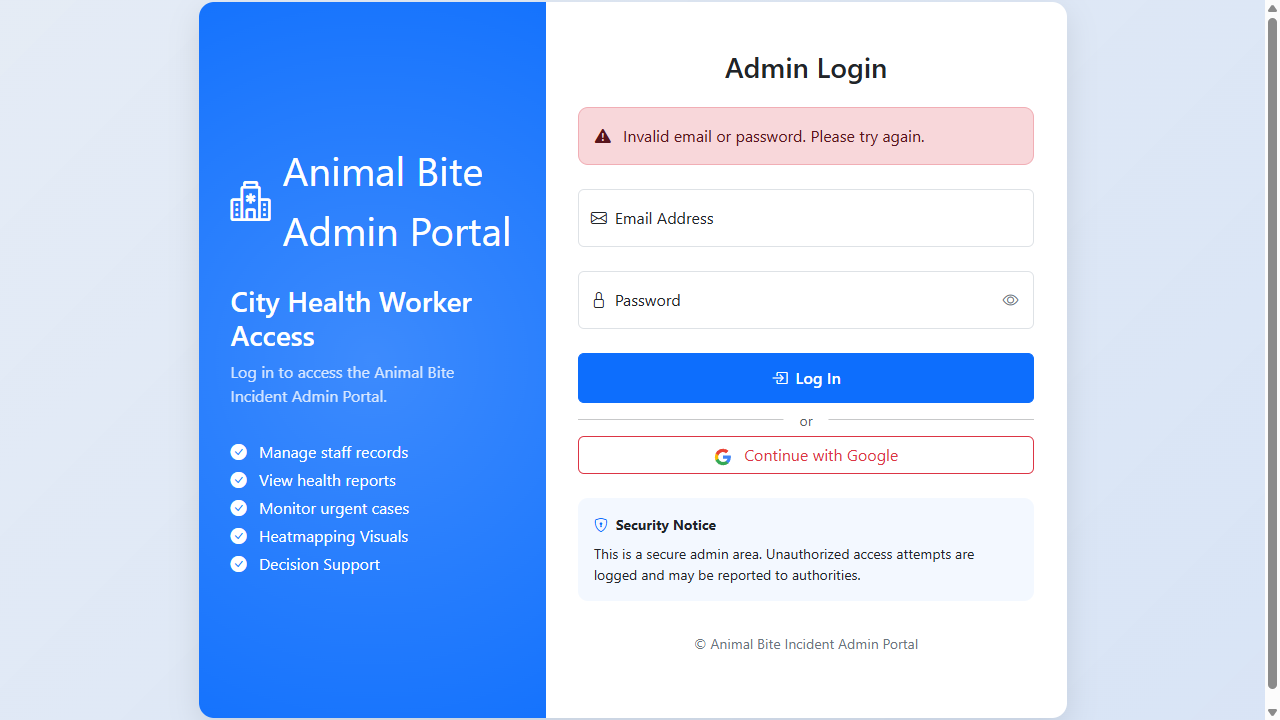 Animal Bite
Admin Portal
City Health Worker
Access
Log in to access the Animal Bite
Incident Admin Portal.
Manage staff records
View health reports
Monitor urgent cases
Heatmapping Visuals
Decision Support
Admin Login
Invalid email or password. Please try again.
Email Address
Password
Log In
or
Continue with Google
Security Notice
This is a secure admin area. Unauthorized access attempts are
logged and may be reported to authorities.
© Animal Bite Incident Admin Portal